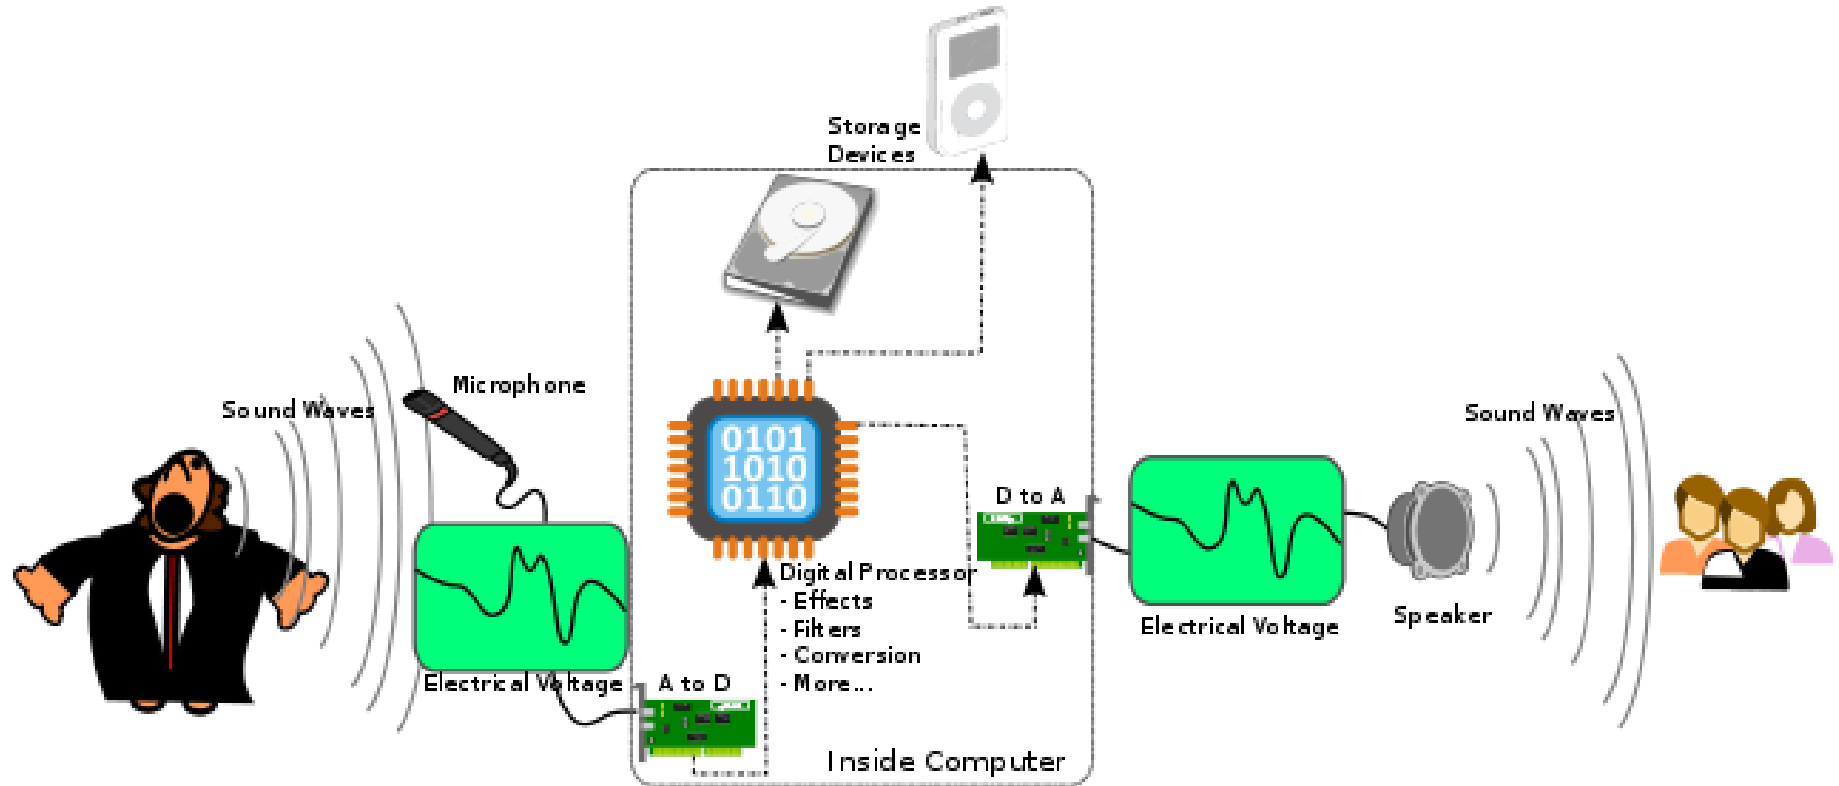 Storage
Devices
Microphone
Sound Waves
Sound Waves
0101
1010
0110
D to A
Digital Processor
- Effects
- Filters
- Conversion
- More...
Electrical Voltage
Speaker
Electrical Voltage
A to D
Inside Computer